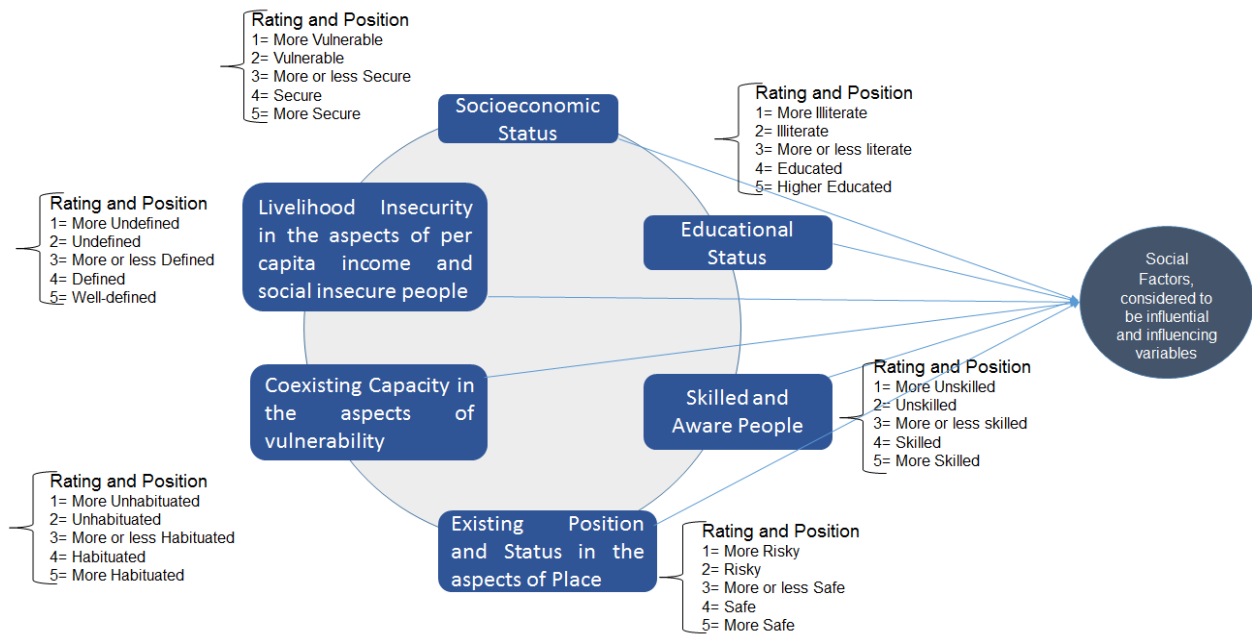 Rating and Position
1= More Vulnerable
2= Vulnerable
3= More or less Secure
4= Secure
5= More Secure
Socioeconomic
Status
Rating and Position
1= More Illiterate
2= Illiterate
3= More or less literate
4= Educated
5= Higher Educated
Rating and Position
1= More Undefined
2= Undefined
3= More or less Defined
4= Defined
5= Well-defined
Livelihood Insecurity
in the aspects of per
capita income and
social insecure people
Educational
Status
Social
Factors,
considered to
be influential
and influencing
variables
Coexisting Capacity in
the aspects of
vulnerability
Skilled and
Aware People
Rating and Position
1= More Unskilled
2= Unskilled
3= More or less skilled
4= Skilled
5= More Skilled
Rating and Position
1= More Unhabituated
2= Unhabituated
3= More or less Habituated
4= Habituated
5= More Habituated
Existing Position
and Status in the
aspects of Place
Rating and Position
1= More Risky
2= Risky
3= More or less Safe
4= Safe
5= More Safe